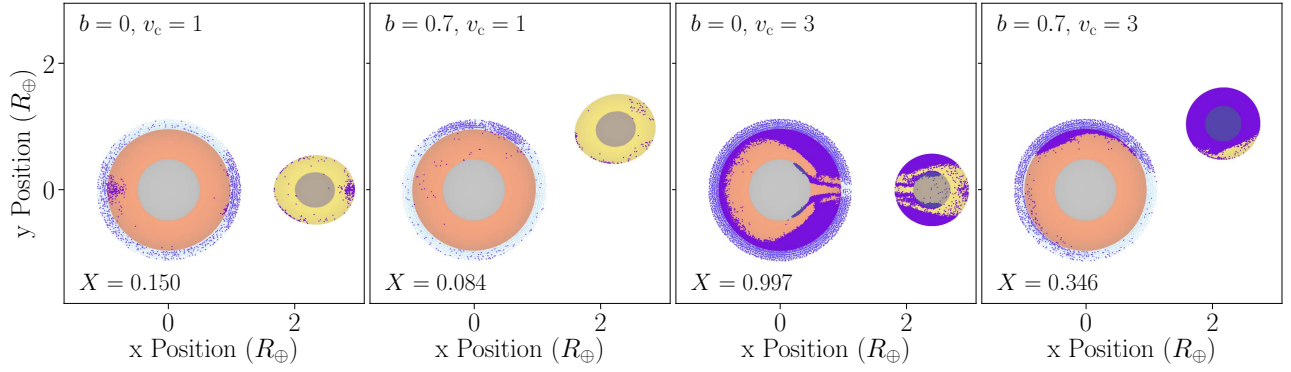 b = 0, v_c = 1
b = 0.7, v_c = 1
b = 0, v_c = 3
b = 0.7, v_c = 3
y Position (R_⊕)
2
0
X = 0.150
X = 0.084
X = 0.997
X = 0.346
0 2
0 2
0 2
0 2
x Position (R_⊕)
x Position (R_⊕)
x Position (R_⊕)
x Position (R_⊕)